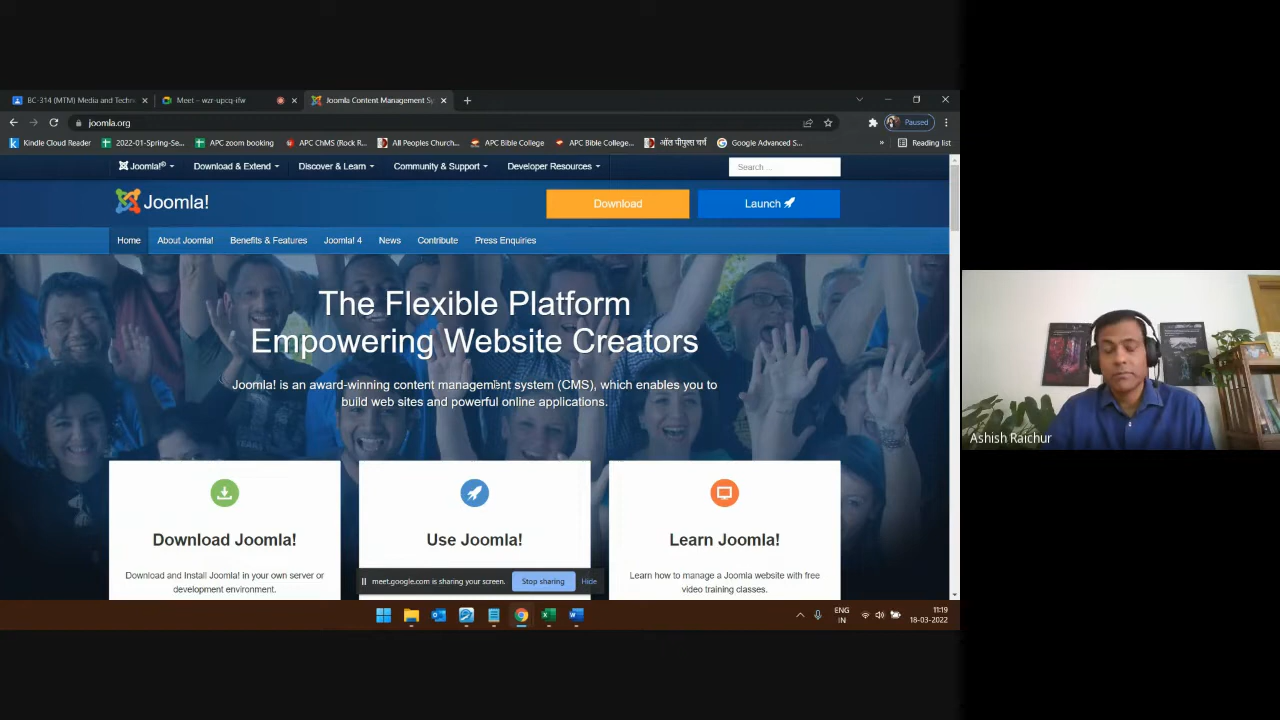 BC-314 (MTM) Media and Techn
Meet – wzr-upcq-ifw
Joomla Content Management Sy
joomla.org
Paused
Kindle Cloud Reader
2022-01-Spring-Se...
APC zoom booking
APC ChMS (Rock R...
All Peoples Church...
APC Bible College
APC Bible College...
ऑल पीपुल्स चर्च
Google Advanced S...
»
Reading list
Joomla!®
Download & Extend
Discover & Learn
Community & Support
Developer Resources
Search ...
Joomla!
Download
Launch
Home
About Joomla!
Benefits & Features
Joomla! 4
News
Contribute
Press Enquiries
The Flexible Platform
Empowering Website Creators
Joomla! is an award-winning content management system (CMS), which enables you to
build web sites and powerful online applications.
Download Joomla!
Use Joomla!
Learn Joomla!
Download and Install Joomla! in your own server or
development environment.
Learn how to manage a Joomla website with free
video training classes.
meet.google.com is sharing your screen.
Stop sharing
Hide
ENG
IN
11:19
18-03-2022
Ashish Raichur